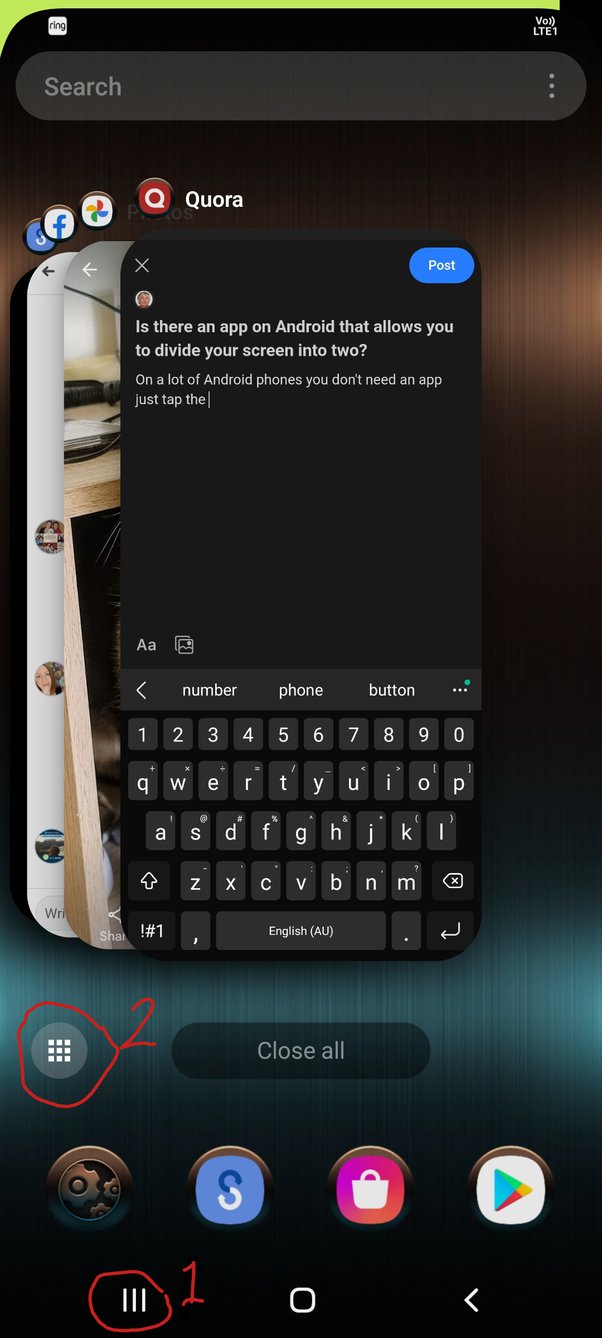 ring
Vo))
LTE1
Search
Photos
Quora
Post
Is there an app on Android that allows you
to divide your screen into two?
On a lot of Android phones you don't need an app
just tap the
Aa
number phone button
1 2 3 4 5 6 7 8 9 0
+ × ÷ = / _ < > [ ]
q w e r t y u i o p
! @ # % ^ & * ( )
a s d f g h j k l
- ' " : ; , ?
z x c v b n m
Wri
Shar
!#1 , English (AU) .
2
Close all
1